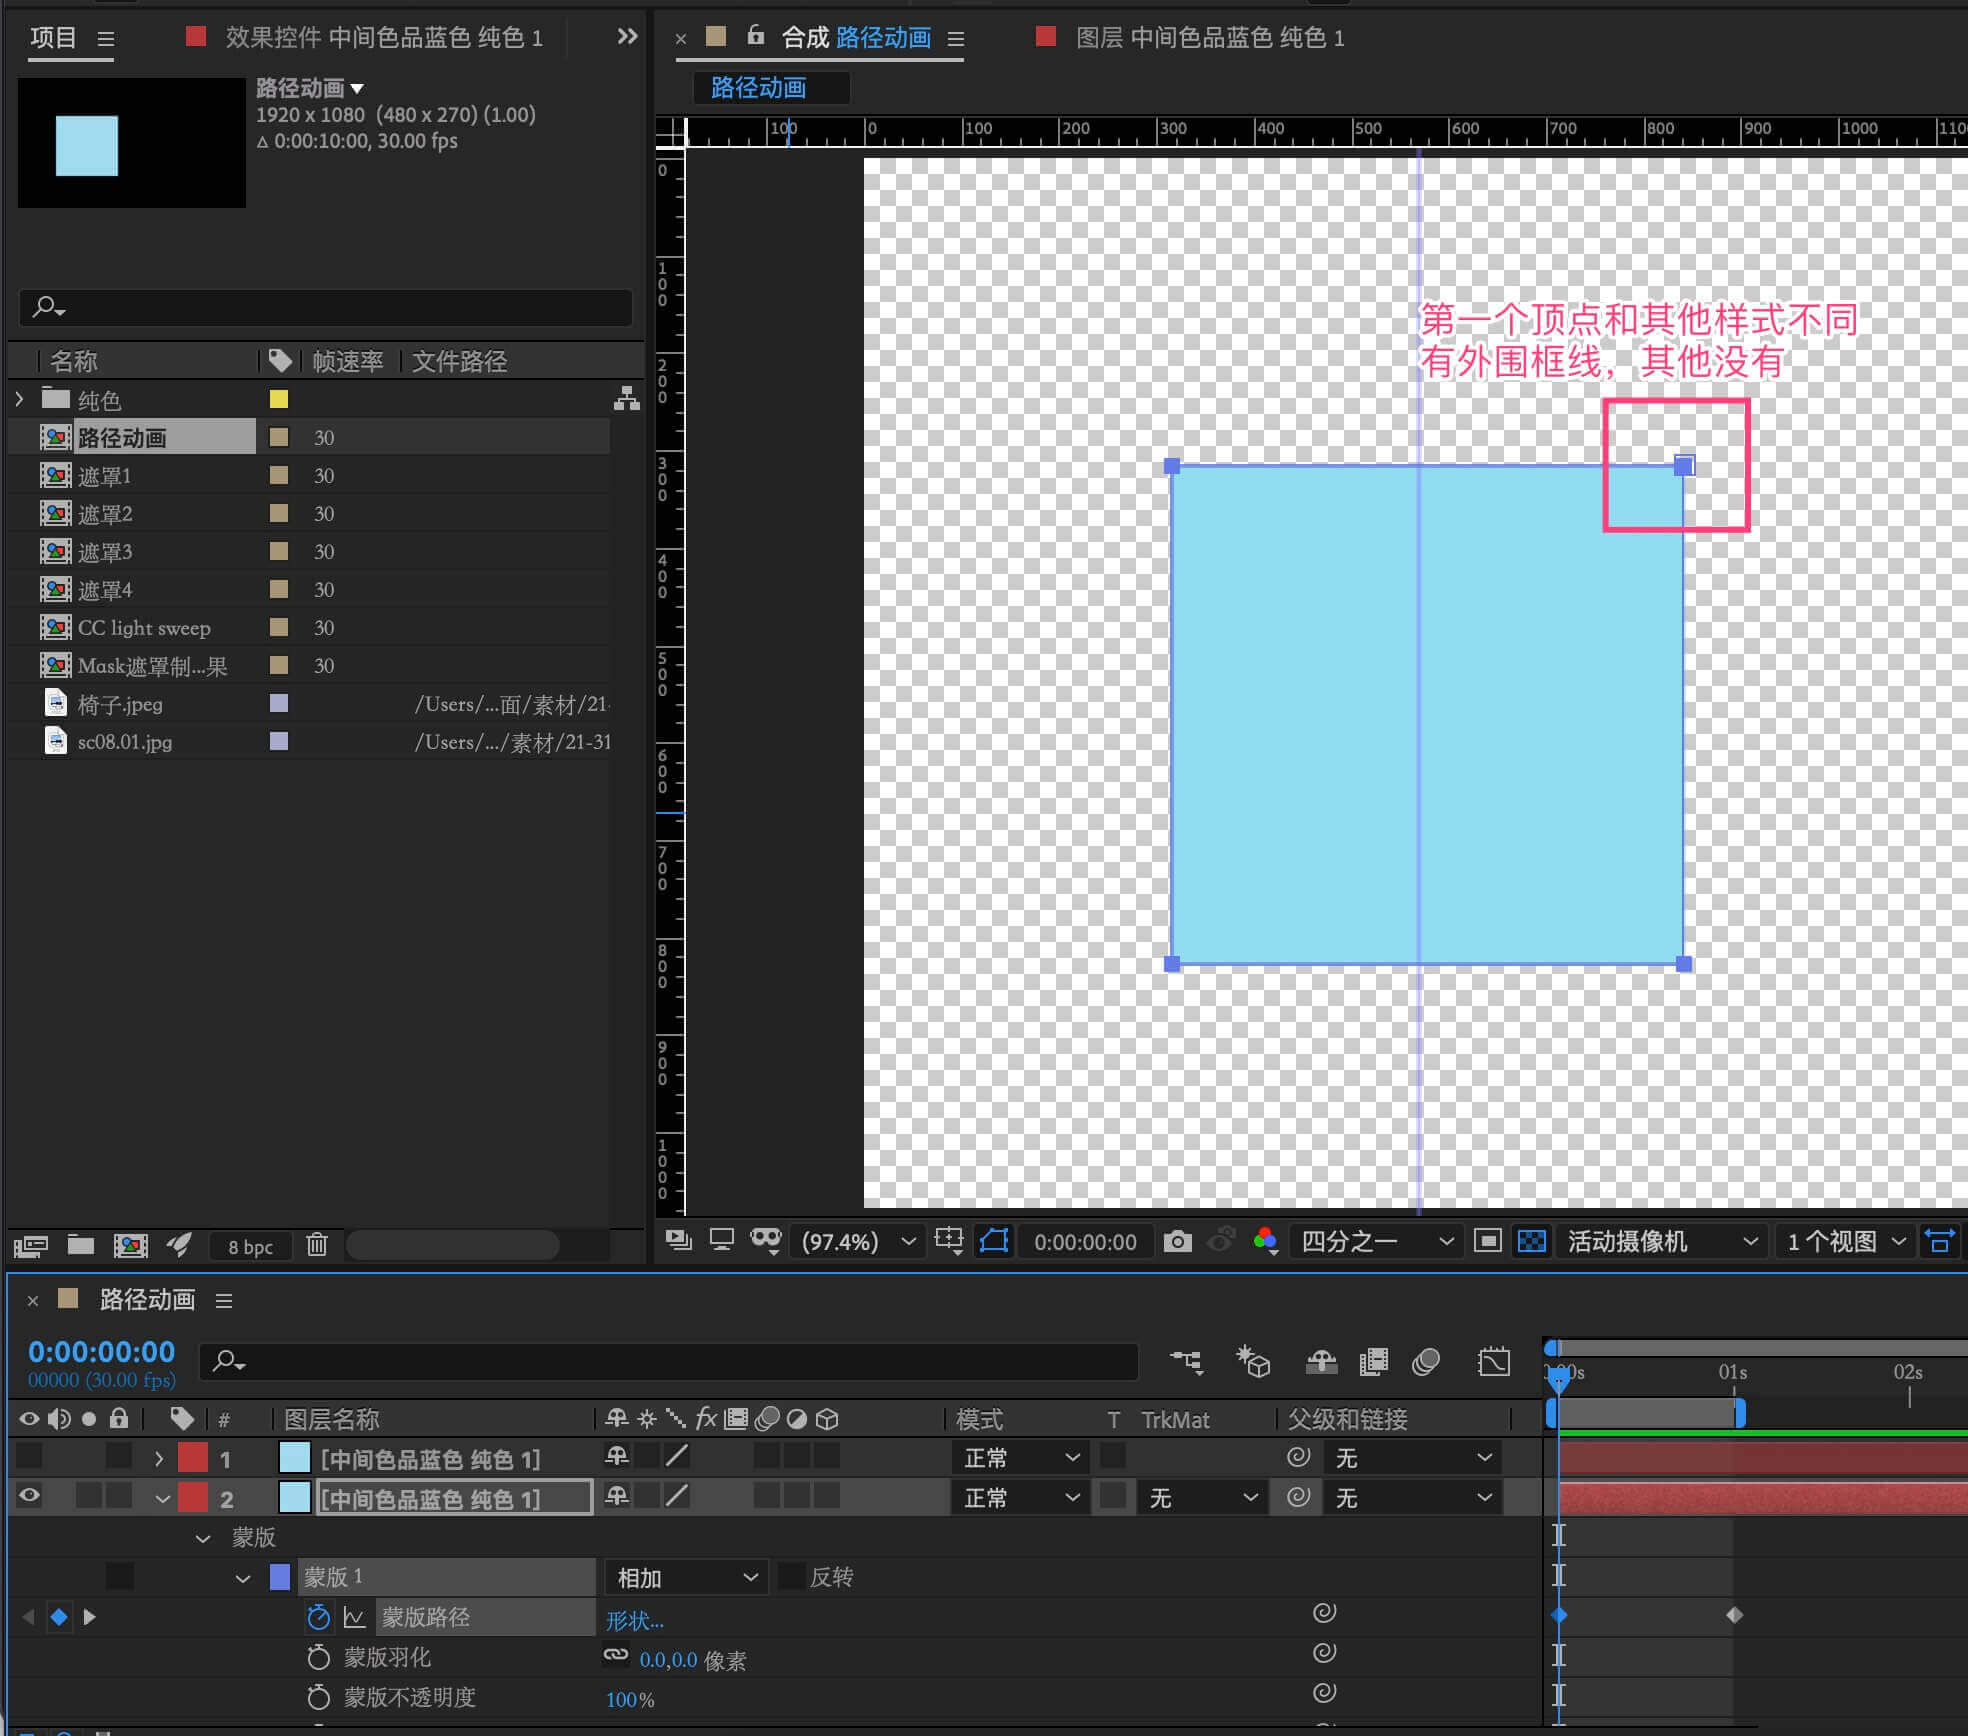 项目
效果控件 中间色品蓝色 纯色 1
路径动画
1920 x 1080 (480 x 270) (1.00)
Δ 0:00:10:00, 30.00 fps
名称 帧速率 文件路径
纯色
路径动画 30
遮罩1 30
遮罩2 30
遮罩3 30
遮罩4 30
CC light sweep 30
Mask遮罩制...果 30
椅子.jpeg /Users/...面/素材/21-
sc08.01.jpg /Users/.../素材/21-31
8 bpc
合成 路径动画
图层 中间色品蓝色 纯色 1
路径动画
100 0 100 200 300 400 500 600 700 800 900 1000 1100
0
100
200
300
400
500
600
700
800
900
1000
第一个顶点和其他样式不同
有外围框线，其他没有
(97.4%) 0:00:00:00 四分之一 活动摄像机 1 个视图
路径动画
0:00:00:00
00000 (30.00 fps)
01s 02s
# 图层名称 fx 模式 T TrkMat 父级和链接
1 [中间色品蓝色 纯色 1] 正常 无
2 [中间色品蓝色 纯色 1] 正常 无 无
蒙版
蒙版 1 相加 反转
蒙版路径 形状...
蒙版羽化 0.0,0.0 像素
蒙版不透明度 100%